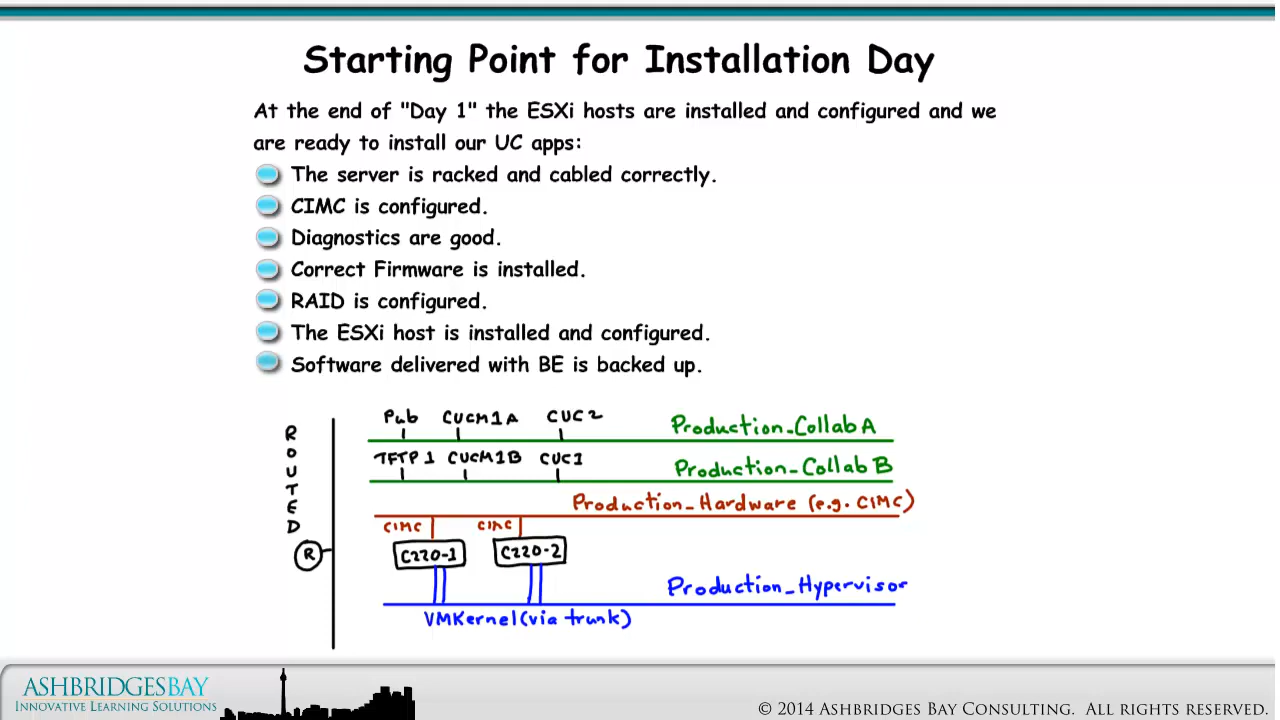 Starting Point for Installation Day
At the end of "Day 1" the ESXi hosts are installed and configured and we
are ready to install our UC apps:
The server is racked and cabled correctly.
CIMC is configured.
Diagnostics are good.
Correct Firmware is installed.
RAID is configured.
The ESXi host is installed and configured.
Software delivered with BE is backed up.
ROUTED
R
Pub CUCM1A CUC2 Production_Collab A
TFTP1 CUCM1B CUC1 Production_Collab B
Production_Hardware (e.g. CIMC)
CIMC CIMC
C220-1 C220-2
Production_Hypervisor
VMKernel (via trunk)
ASHBRIDGESBAY
INNOVATIVE LEARNING SOLUTIONS
© 2014 ASHBRIDGES BAY CONSULTING. ALL RIGHTS RESERVED.